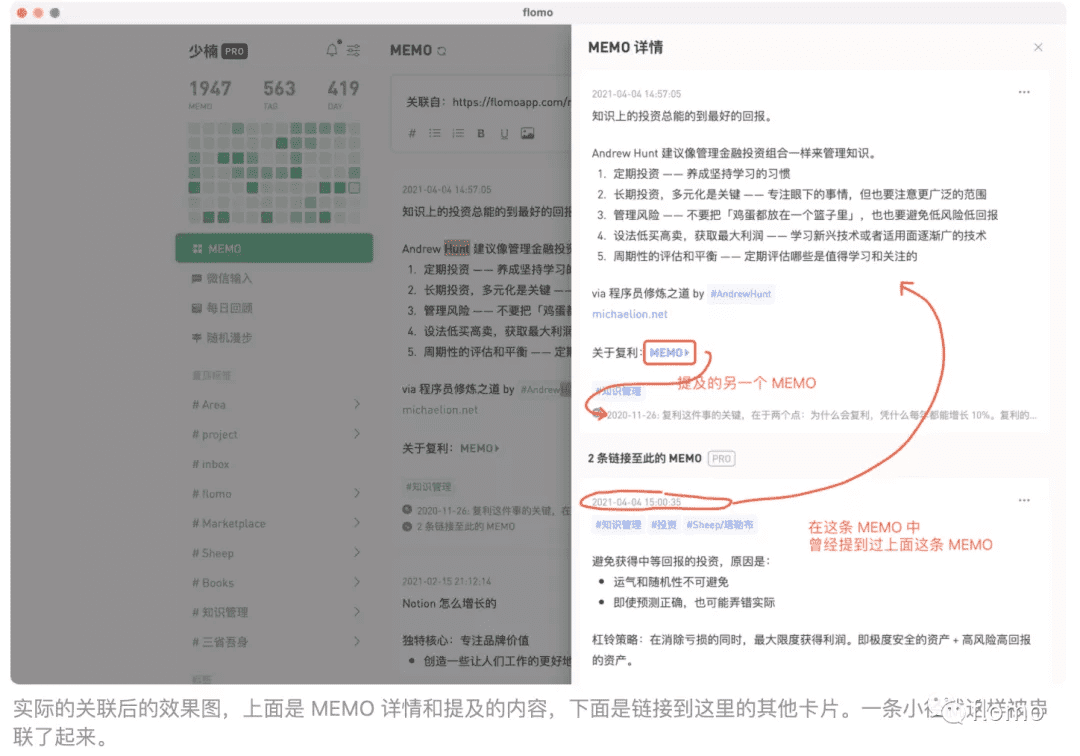 flomo
少楠 PRO
1947 563 419
MEMO TAG DAY
MEMO
微信输入
每日回顾
随机漫步
# Area
# project
# inbox
# flomo
# Marketplace
# Sheep
# Books
# 知识管理
# 三省吾身
MEMO
关联自：https://flomoapp.com/
# B U
2021-04-04 14:57:05
知识上的投资总能的到最好的回
Andrew Hunt 建议像管理金融投
1. 定期投资 —— 养成坚持学习的
2. 长期投资，多元化是关键 ——
3. 管理风险 —— 不要把「鸡蛋都
4. 设法低买高卖，获取最大利润
5. 周期性的评估和平衡 —— 定
via 程序员修炼之道 by #Andrew
michaelion.net
关于复利：MEMO
#知识管理
2020-11-26: 复利这件事的关键，在
2 条链接至此的 MEMO
2021-02-15 21:12:14
Notion 怎么增长的
独特核心：专注品牌价值
• 创造一些让人们工作的更好
MEMO 详情
2021-04-04 14:57:05
知识上的投资总能的到最好的回报。
Andrew Hunt 建议像管理金融投资组合一样来管理知识。
1. 定期投资 —— 养成坚持学习的习惯
2. 长期投资，多元化是关键 —— 专注眼下的事情，但也要注意更广泛的范围
3. 管理风险 —— 不要把「鸡蛋都放在一个篮子里」，也也要避免低风险低回报
4. 设法低买高卖，获取最大利润 —— 学习新兴技术或者适用面逐渐广的技术
5. 周期性的评估和平衡 —— 定期评估哪些是值得学习和关注的
via 程序员修炼之道 by #AndrewHunt
michaelion.net
关于复利：MEMO
提及的另一个 MEMO
#知识管理
2020-11-26: 复利这件事的关键，在于两个点：为什么会复利，凭什么每年都能增长 10%。复利的...
2 条链接至此的 MEMO PRO
2021-04-04 15:00:35
#知识管理 #投资 #Sheep/塔勒布
在这条 MEMO 中
曾经提到过上面这条 MEMO
避免获得中等回报的投资，原因是：
• 运气和随机性不可避免
• 即使预测正确，也可能弄错实际
杠铃策略：在消除亏损的同时，最大限度获得利润。即极度安全的资产 + 高风险高回报
的资产。
实际的关联后的效果图，上面是 MEMO 详情和提及的内容，下面是链接到这里的其他卡片。一条小
样被串
联了起来。
flomo